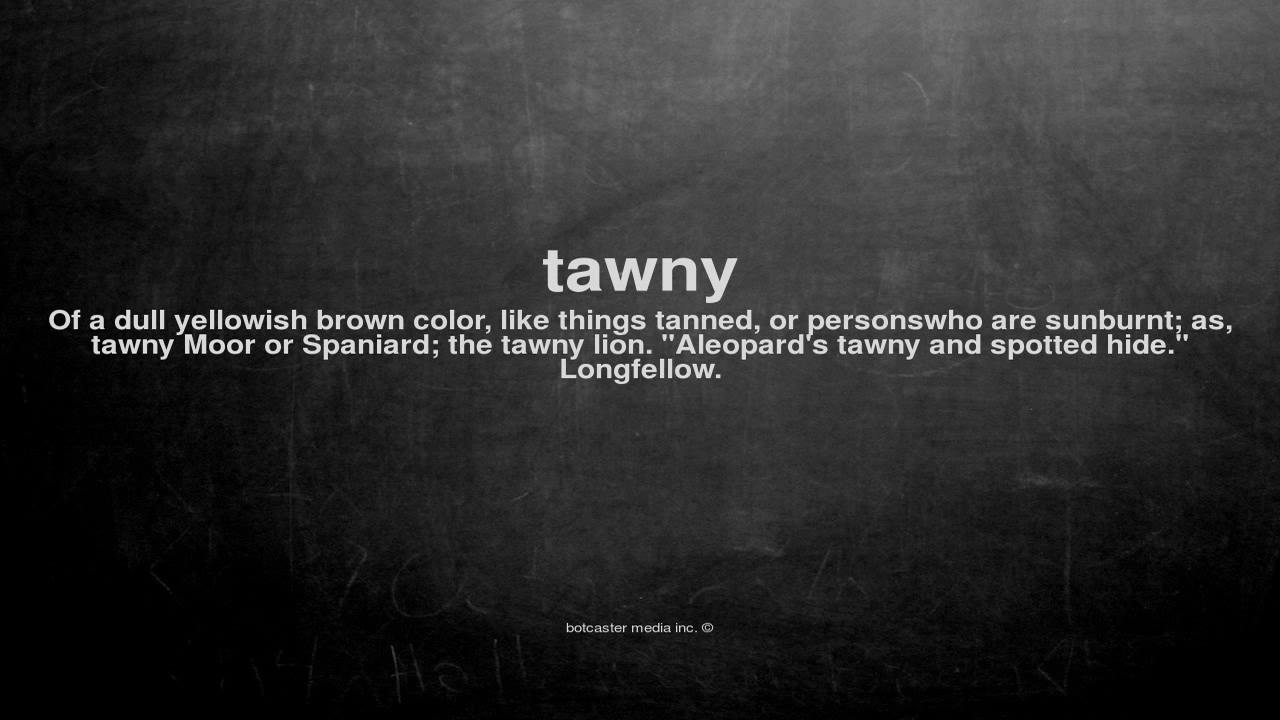 tawny
Of a dull yellowish brown color, like things tanned, or personswho are sunburnt; as,
tawny Moor or Spaniard; the tawny lion. "Aleopard's tawny and spotted hide."
Longfellow.
botcaster media inc. ©